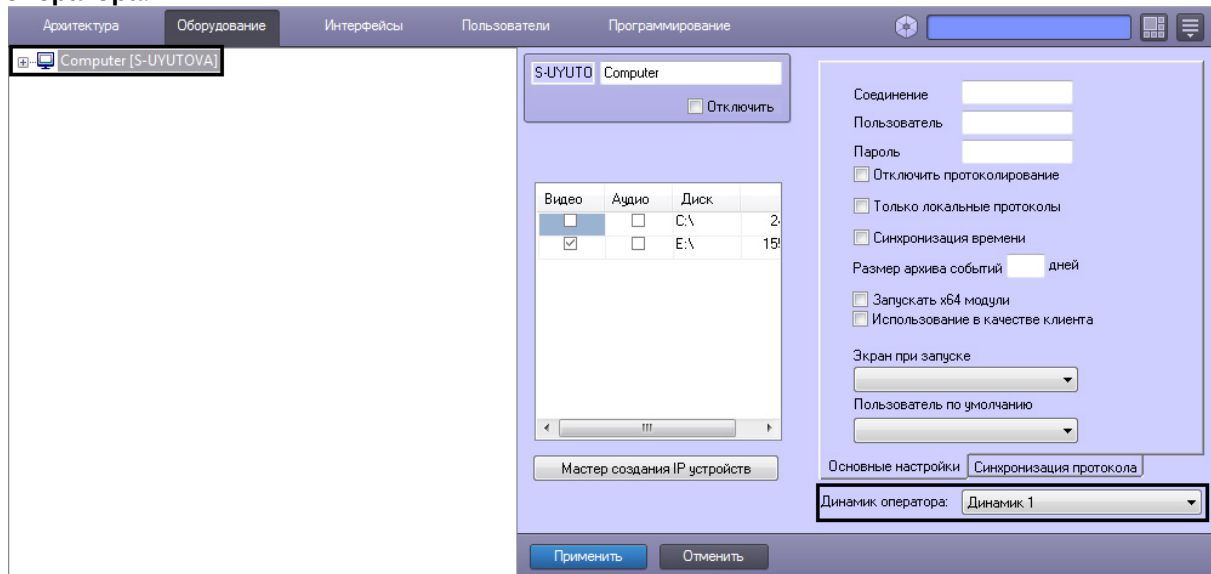 Архитектура Оборудование Интерфейсы Пользователи Программирование
Computer [S-UYUTOVA]
S-UYUTO Computer
Отключить
Видео Аудио Диск
C:\ 24
E:\ 15
Мастер создания IP устройств
Соединение
Пользователь
Пароль
Отключить протоколирование
Только локальные протоколы
Синхронизация времени
Размер архива событий дней
Запускать x64 модули
Использование в качестве клиента
Экран при запуске
Пользователь по умолчанию
Основные настройки Синхронизация протокола
Динамик оператора: Динамик 1
Применить Отменить